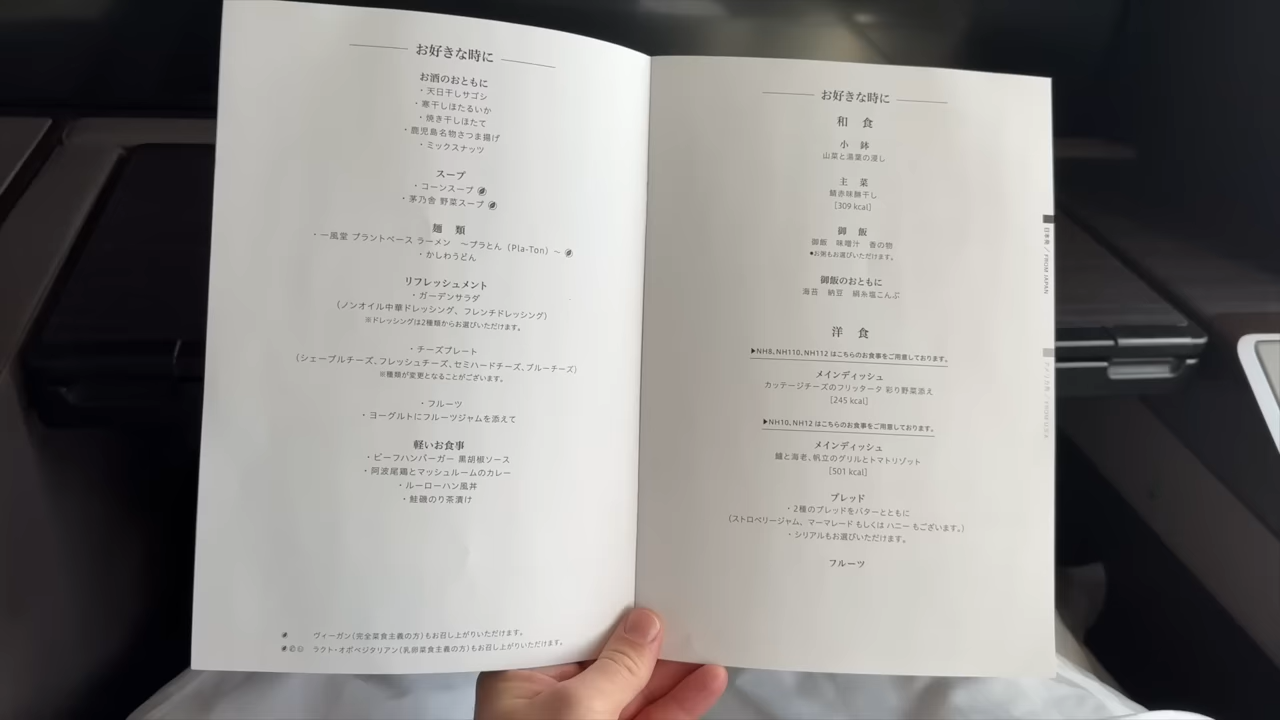 お好きな時に
お酒のおともに
・天日干しサゴシ
・寒干しほたるいか
・焼き干しほたて
・鹿児島名物さつま揚げ
・ミックスナッツ
スープ
・コーンスープ
・茅乃舎 野菜スープ
麺 類
・一風堂 プラントベース ラーメン ～プラとん（Pla-Ton）～
・かしわうどん
リフレッシュメント
・ガーデンサラダ
（ノンオイル中華ドレッシング、フレンチドレッシング）
※ドレッシングは2種類からお選びいただけます。
・チーズプレート
（シェーブルチーズ、フレッシュチーズ、セミハードチーズ、ブルーチーズ）
※種類が変更となることがございます。
・フルーツ
・ヨーグルトにフルーツジャムを添えて
軽いお食事
・ビーフハンバーガー 黒胡椒ソース
・阿波尾鶏とマッシュルームのカレー
・ルーローハン風丼
・鮭磯のり茶漬け
ヴィーガン（完全菜食主義の方）もお召し上がりいただけます。
ラクト・オボベジタリアン（乳卵菜食主義の方）もお召し上がりいただけます。
お好きな時に
和 食
小 鉢
山菜と湯葉の浸し
主 菜
鯖赤味醂干し
[309 kcal]
御 飯
御飯 味噌汁 香の物
●お粥もお選びいただけます。
御飯のおともに
海苔 納豆 絹糸塩こんぶ
洋 食
▶NH8、NH110、NH112 はこちらのお食事をご用意しております。
メインディッシュ
カッテージチーズのフリッタータ 彩り野菜添え
[245 kcal]
▶NH10、NH12 はこちらのお食事をご用意しております。
メインディッシュ
鱸と海老、帆立のグリルとトマトリゾット
[501 kcal]
ブレッド
・2種のブレッドをバターとともに
（ストロベリージャム、マーマレード もしくは ハニー もございます。）
・シリアルもお選びいただけます。
フルーツ
日本発 / FROM JAPAN